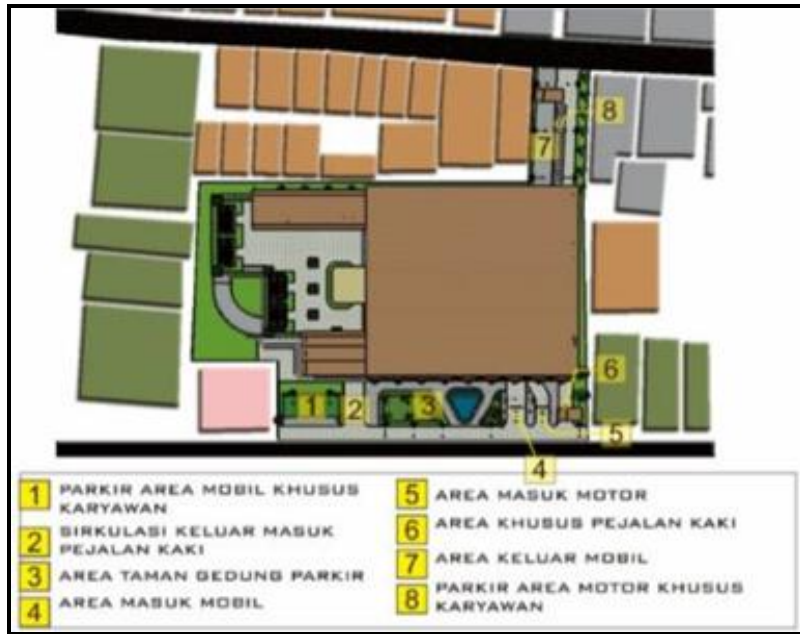 8
7
6
1
2
3
5
4
1 PARKIR AREA MOBIL KHUSUS
KARYAWAN
2 SIRKULASI KELUAR MASUK
PEJALAN KAKI
3 AREA TAMAN GEDUNG PARKIR
4 AREA MASUK MOBIL
5 AREA MASUK MOTOR
6 AREA KHUSUS PEJALAN KAKI
7 AREA KELUAR MOBIL
8 PARKIR AREA MOTOR KHUSUS
KARYAWAN